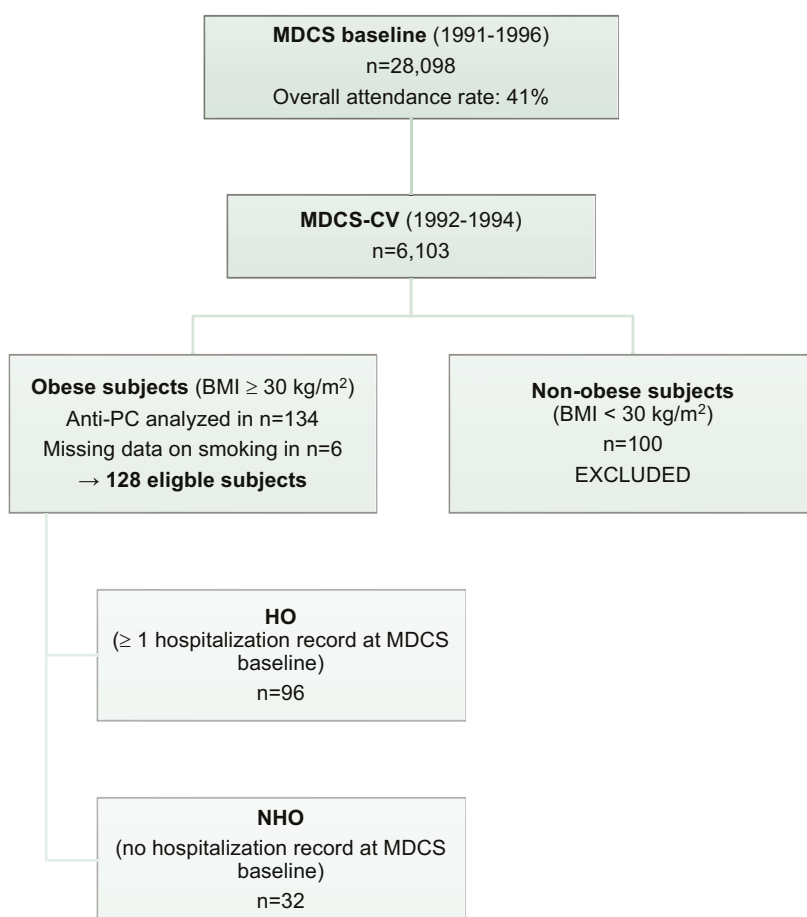 MDCS baseline (1991-1996)
n=28,098
Overall attendance rate: 41%
MDCS-CV (1992-1994)
n=6,103
Obese subjects (BMI ≥ 30 kg/m²)
Anti-PC analyzed in n=134
Missing data on smoking in n=6
→ 128 eligble subjects
Non-obese subjects
(BMI < 30 kg/m²)
n=100
EXCLUDED
HO
(≥ 1 hospitalization record at MDCS
baseline)
n=96
NHO
(no hospitalization record at MDCS
baseline)
n=32